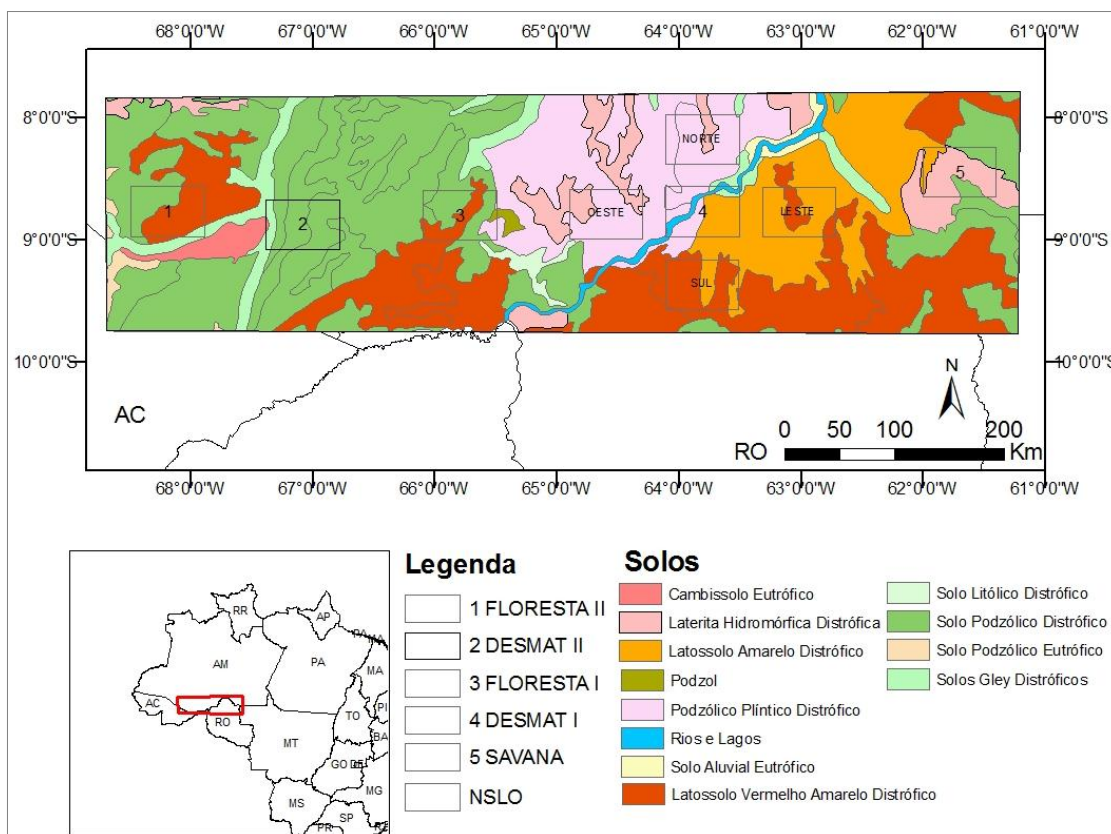 68°0'0"W 67°0'0"W 66°0'0"W 65°0'0"W 64°0'0"W 63°0'0"W 62°0'0"W 61°0'0"W
8°0'0"S 8°0'0"S
NORTE
5
1 2 3 OESTE 4 LESTE
9°0'0"S 9°0'0"S
SUL
10°0'0"S 10°0'0"S
N
AC
0 50 100 200
RO Km
68°0'0"W 67°0'0"W 66°0'0"W 65°0'0"W 64°0'0"W 63°0'0"W 62°0'0"W 61°0'0"W
RR AP
AM PA PA MA
MA
AC PI
RO TO
BA
MT
GO DF
MG
MS
SP
PR RJ
Legenda
1 FLORESTA II
2 DESMAT II
3 FLORESTA I
4 DESMAT I
5 SAVANA
NSLO
Solos
Cambissolo Eutrófico
Laterita Hidromórfica Distrófica
Latossolo Amarelo Distrófico
Podzol
Podzólico Plíntico Distrófico
Rios e Lagos
Solo Aluvial Eutrófico
Latossolo Vermelho Amarelo Distrófico
Solo Litólico Distrófico
Solo Podzólico Distrófico
Solo Podzólico Eutrófico
Solos Gley Distróficos